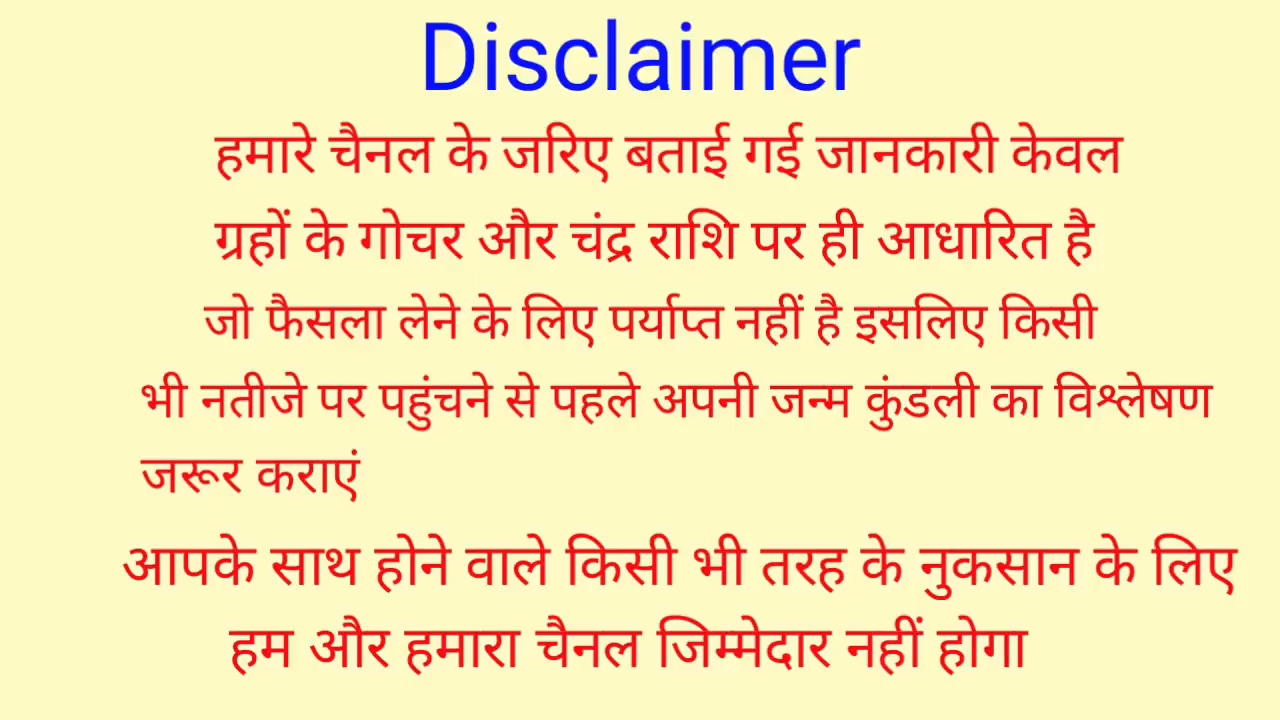 Disclaimer
हमारे चैनल के जरिए बताई गई जानकारी केवल
ग्रहों के गोचर और चंद्र राशि पर ही आधारित है
जो फैसला लेने के लिए पर्याप्त नहीं है इसलिए किसी
भी नतीजे पर पहुंचने से पहले अपनी जन्म कुंडली का विश्लेषण
जरूर कराएं
आपके साथ होने वाले किसी भी तरह के नुकसान के लिए
हम और हमारा चैनल जिम्मेदार नहीं होगा